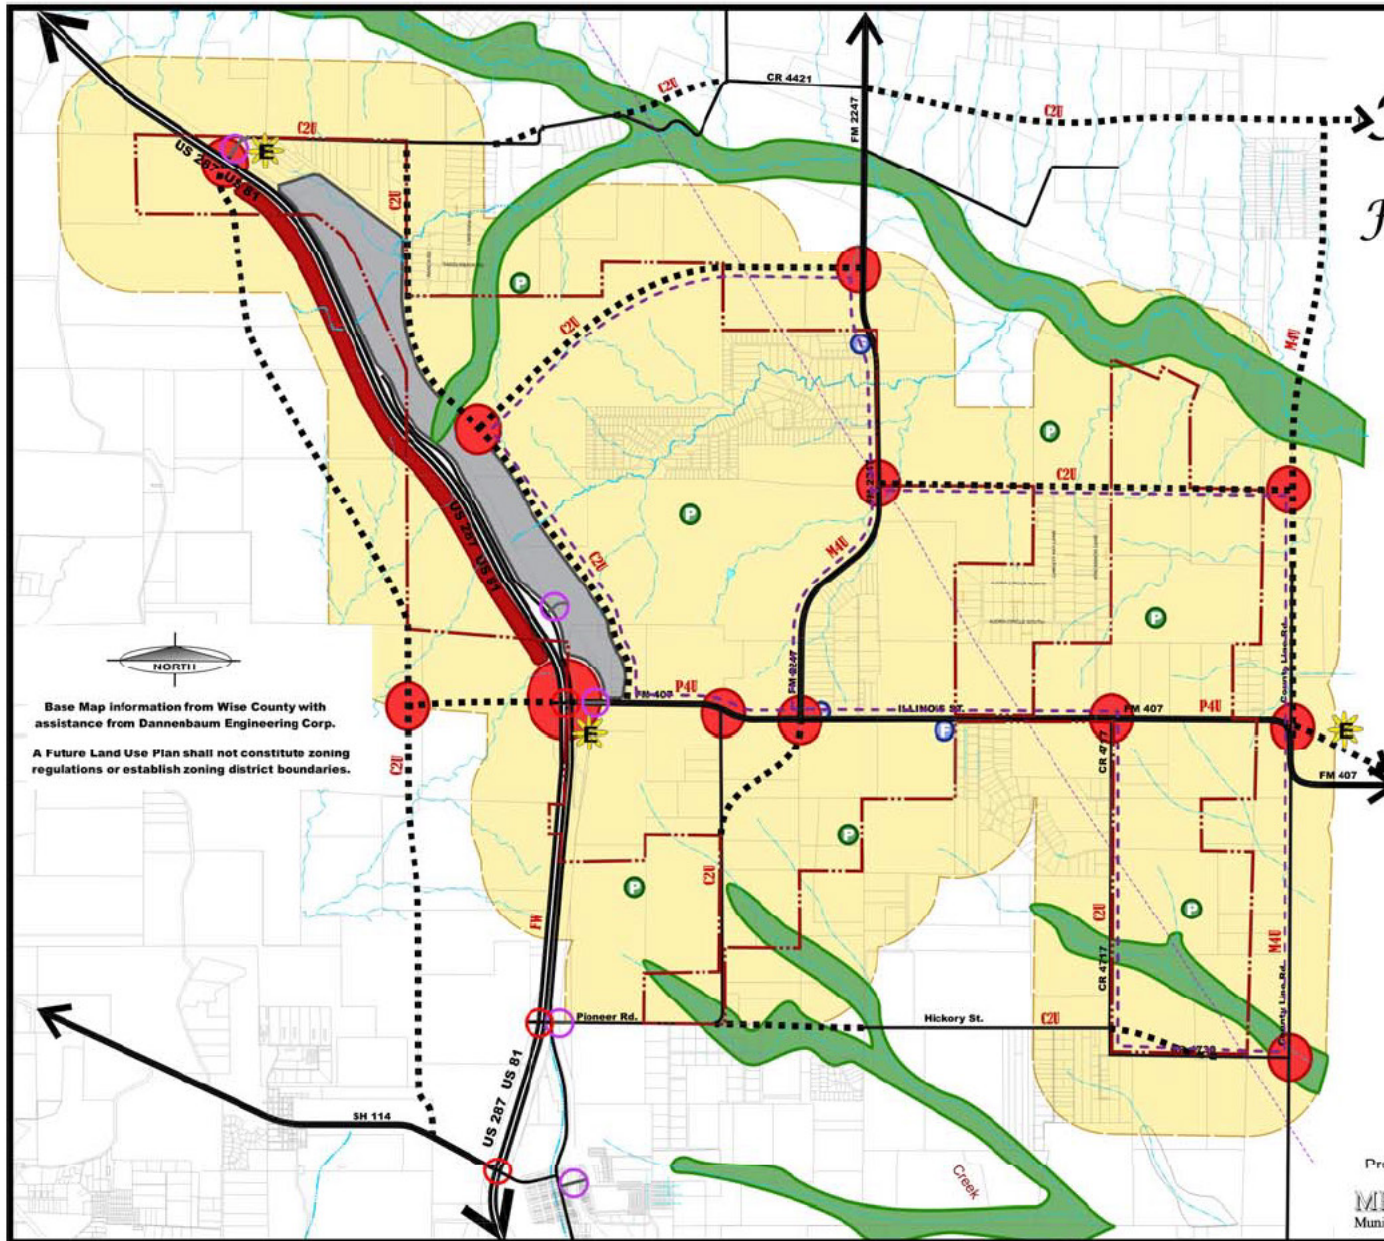 CR 4421
C2U
C2U
C2U
FM 2247
C2U
US 287
US 81
E
P
C2U
M4U
P
C2U
C2U
M4U
US 287 US 81
P
P
FM 2247
NORTH
Base Map information from Wise County with
assistance from Dannenbaum Engineering Corp.
A Future Land Use Plan shall not constitute zoning
regulations or establish zoning district boundaries.
County Line Rd.
FM 407
P4U
ILLINOIS ST.
FM 407
P4U
E
F
E
CR 4717
FM 407
C2U
P
P
C2U
C2U
P
FW
M4U
CR 4717
County Line Rd.
Pioneer Rd.
Hickory St.
C2U
US 287 US 81
SH 114
Creek
Muni